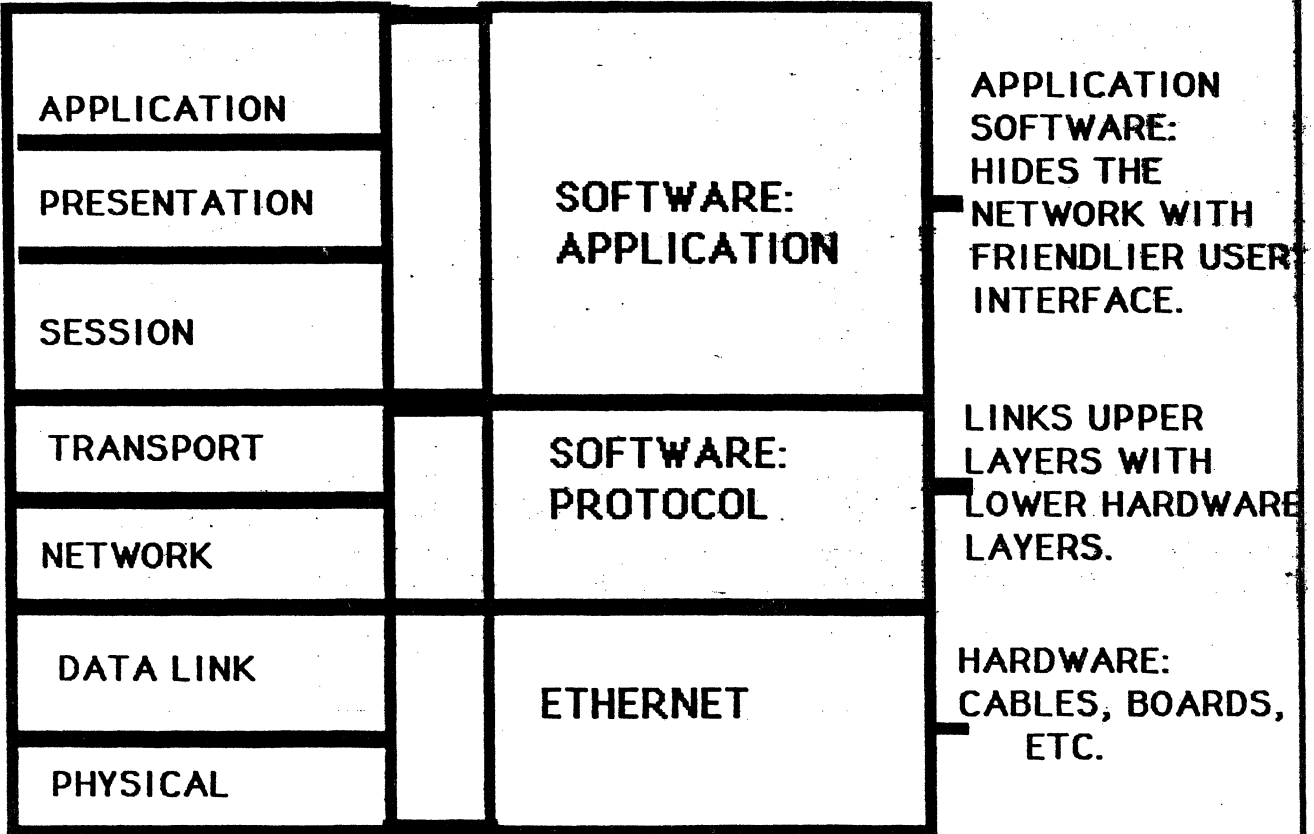 APPLICATION
PRESENTATION
SESSION
TRANSPORT
NETWORK
DATA LINK
PHYSICAL
SOFTWARE:
APPLICATION
SOFTWARE:
PROTOCOL
ETHERNET
APPLICATION
SOFTWARE:
HIDES THE
NETWORK WITH
FRIENDLIER USER
INTERFACE.
LINKS UPPER
LAYERS WITH
LOWER HARDWARE
LAYERS.
HARDWARE:
CABLES, BOARDS,
ETC.